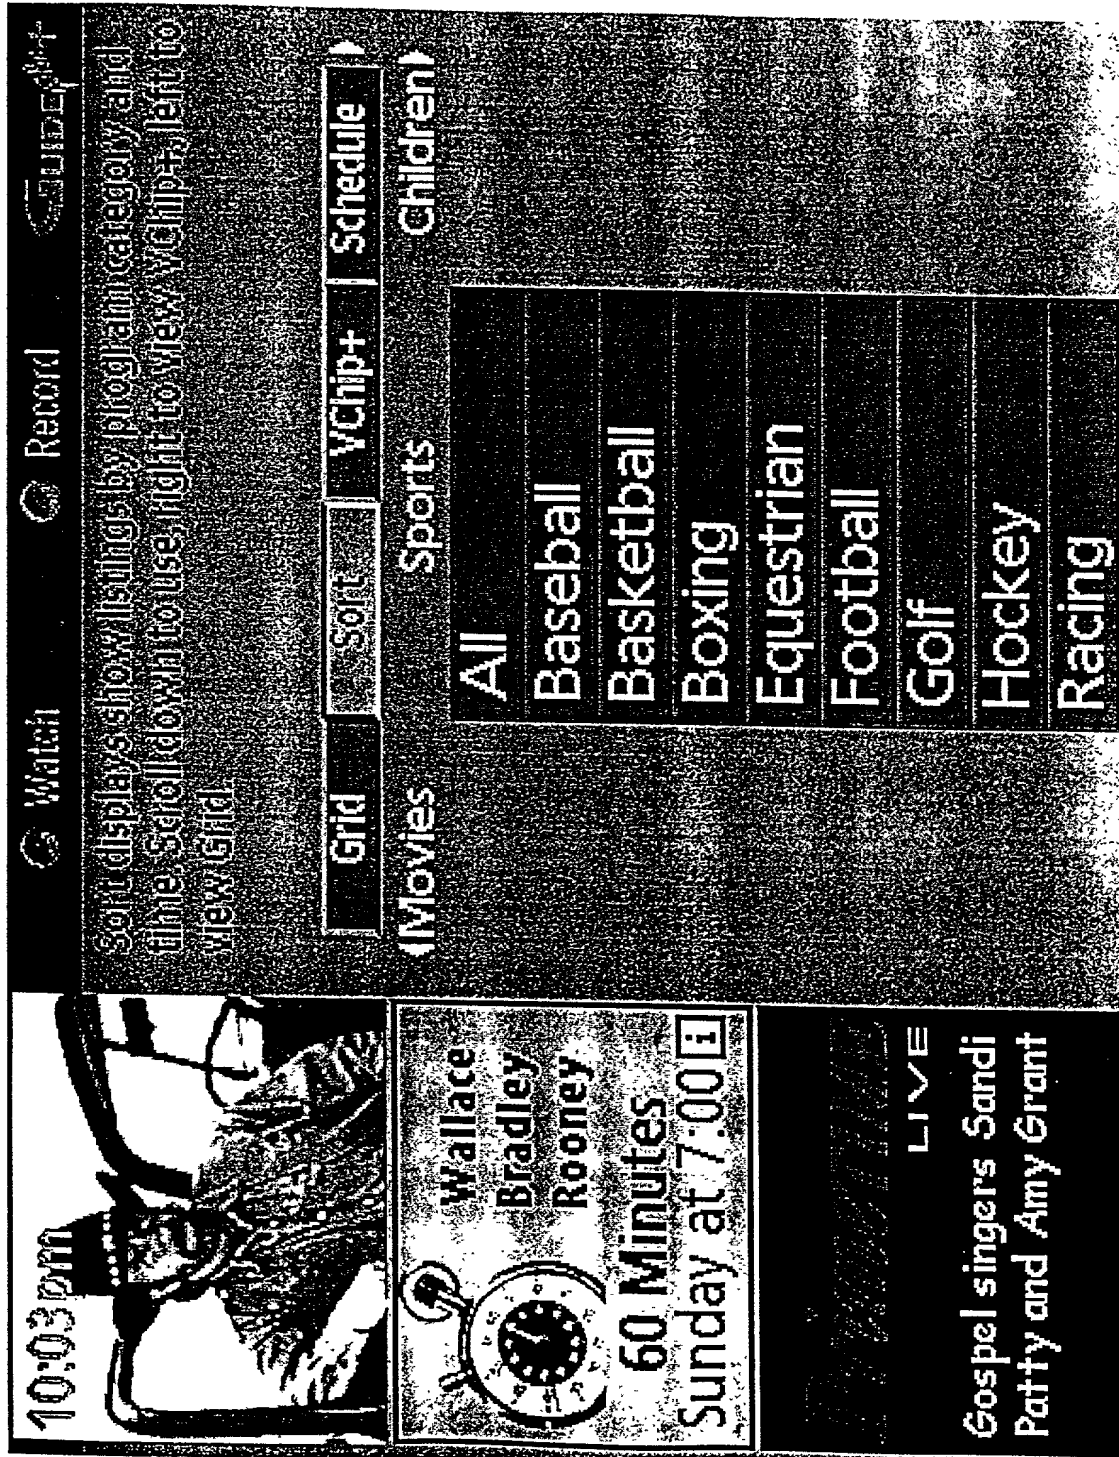 10:03pm
Watch
Record
GUIDE
Sort displays show listings by program category and
time. Scroll down to use, right to view VChip+, left to
view Grid.
Grid
Sort
VChip+
Schedule
Movies
Sports
Children
All
Baseball
Basketball
Boxing
Equestrian
Football
Golf
Hockey
Racing
Wallace
Bradley
Rooney
60 Minutes
Sunday at 7:00 i
LIVE
Gospel singers Sandi
Patty and Amy Grant